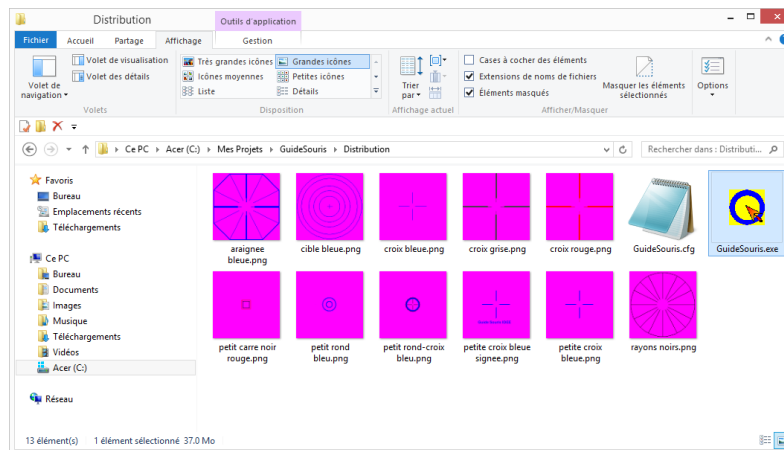 Distribution
Outils d'application
Fichier Accueil Partage Affichage Gestion
Volet de navigation
Volet de visualisation
Volet des détails
Volets
Très grandes icônes
Grandes icônes
Icônes moyennes
Petites icônes
Liste
Détails
Disposition
Trier par
Affichage actuel
Cases à cocher des éléments
Extensions de noms de fichiers
Éléments masqués
Masquer les éléments sélectionnés
Afficher/Masquer
Options
Ce PC Acer (C:) Mes Projets GuideSouris Distribution
Rechercher dans : Distributi...
Favoris
Bureau
Emplacements récents
Téléchargements
Ce PC
Bureau
Documents
Images
Musique
Téléchargements
Vidéos
Acer (C:)
Réseau
araignee bleue.png
cible bleue.png
croix bleue.png
croix grise.png
croix rouge.png
GuideSouris.cfg
GuideSouris.exe
petit carre noir rouge.png
petit rond bleu.png
petit rond-croix bleu.png
petite croix bleue signee.png
petite croix bleue.png
rayons noirs.png
13 élément(s) 1 élément sélectionné 37.0 Mo